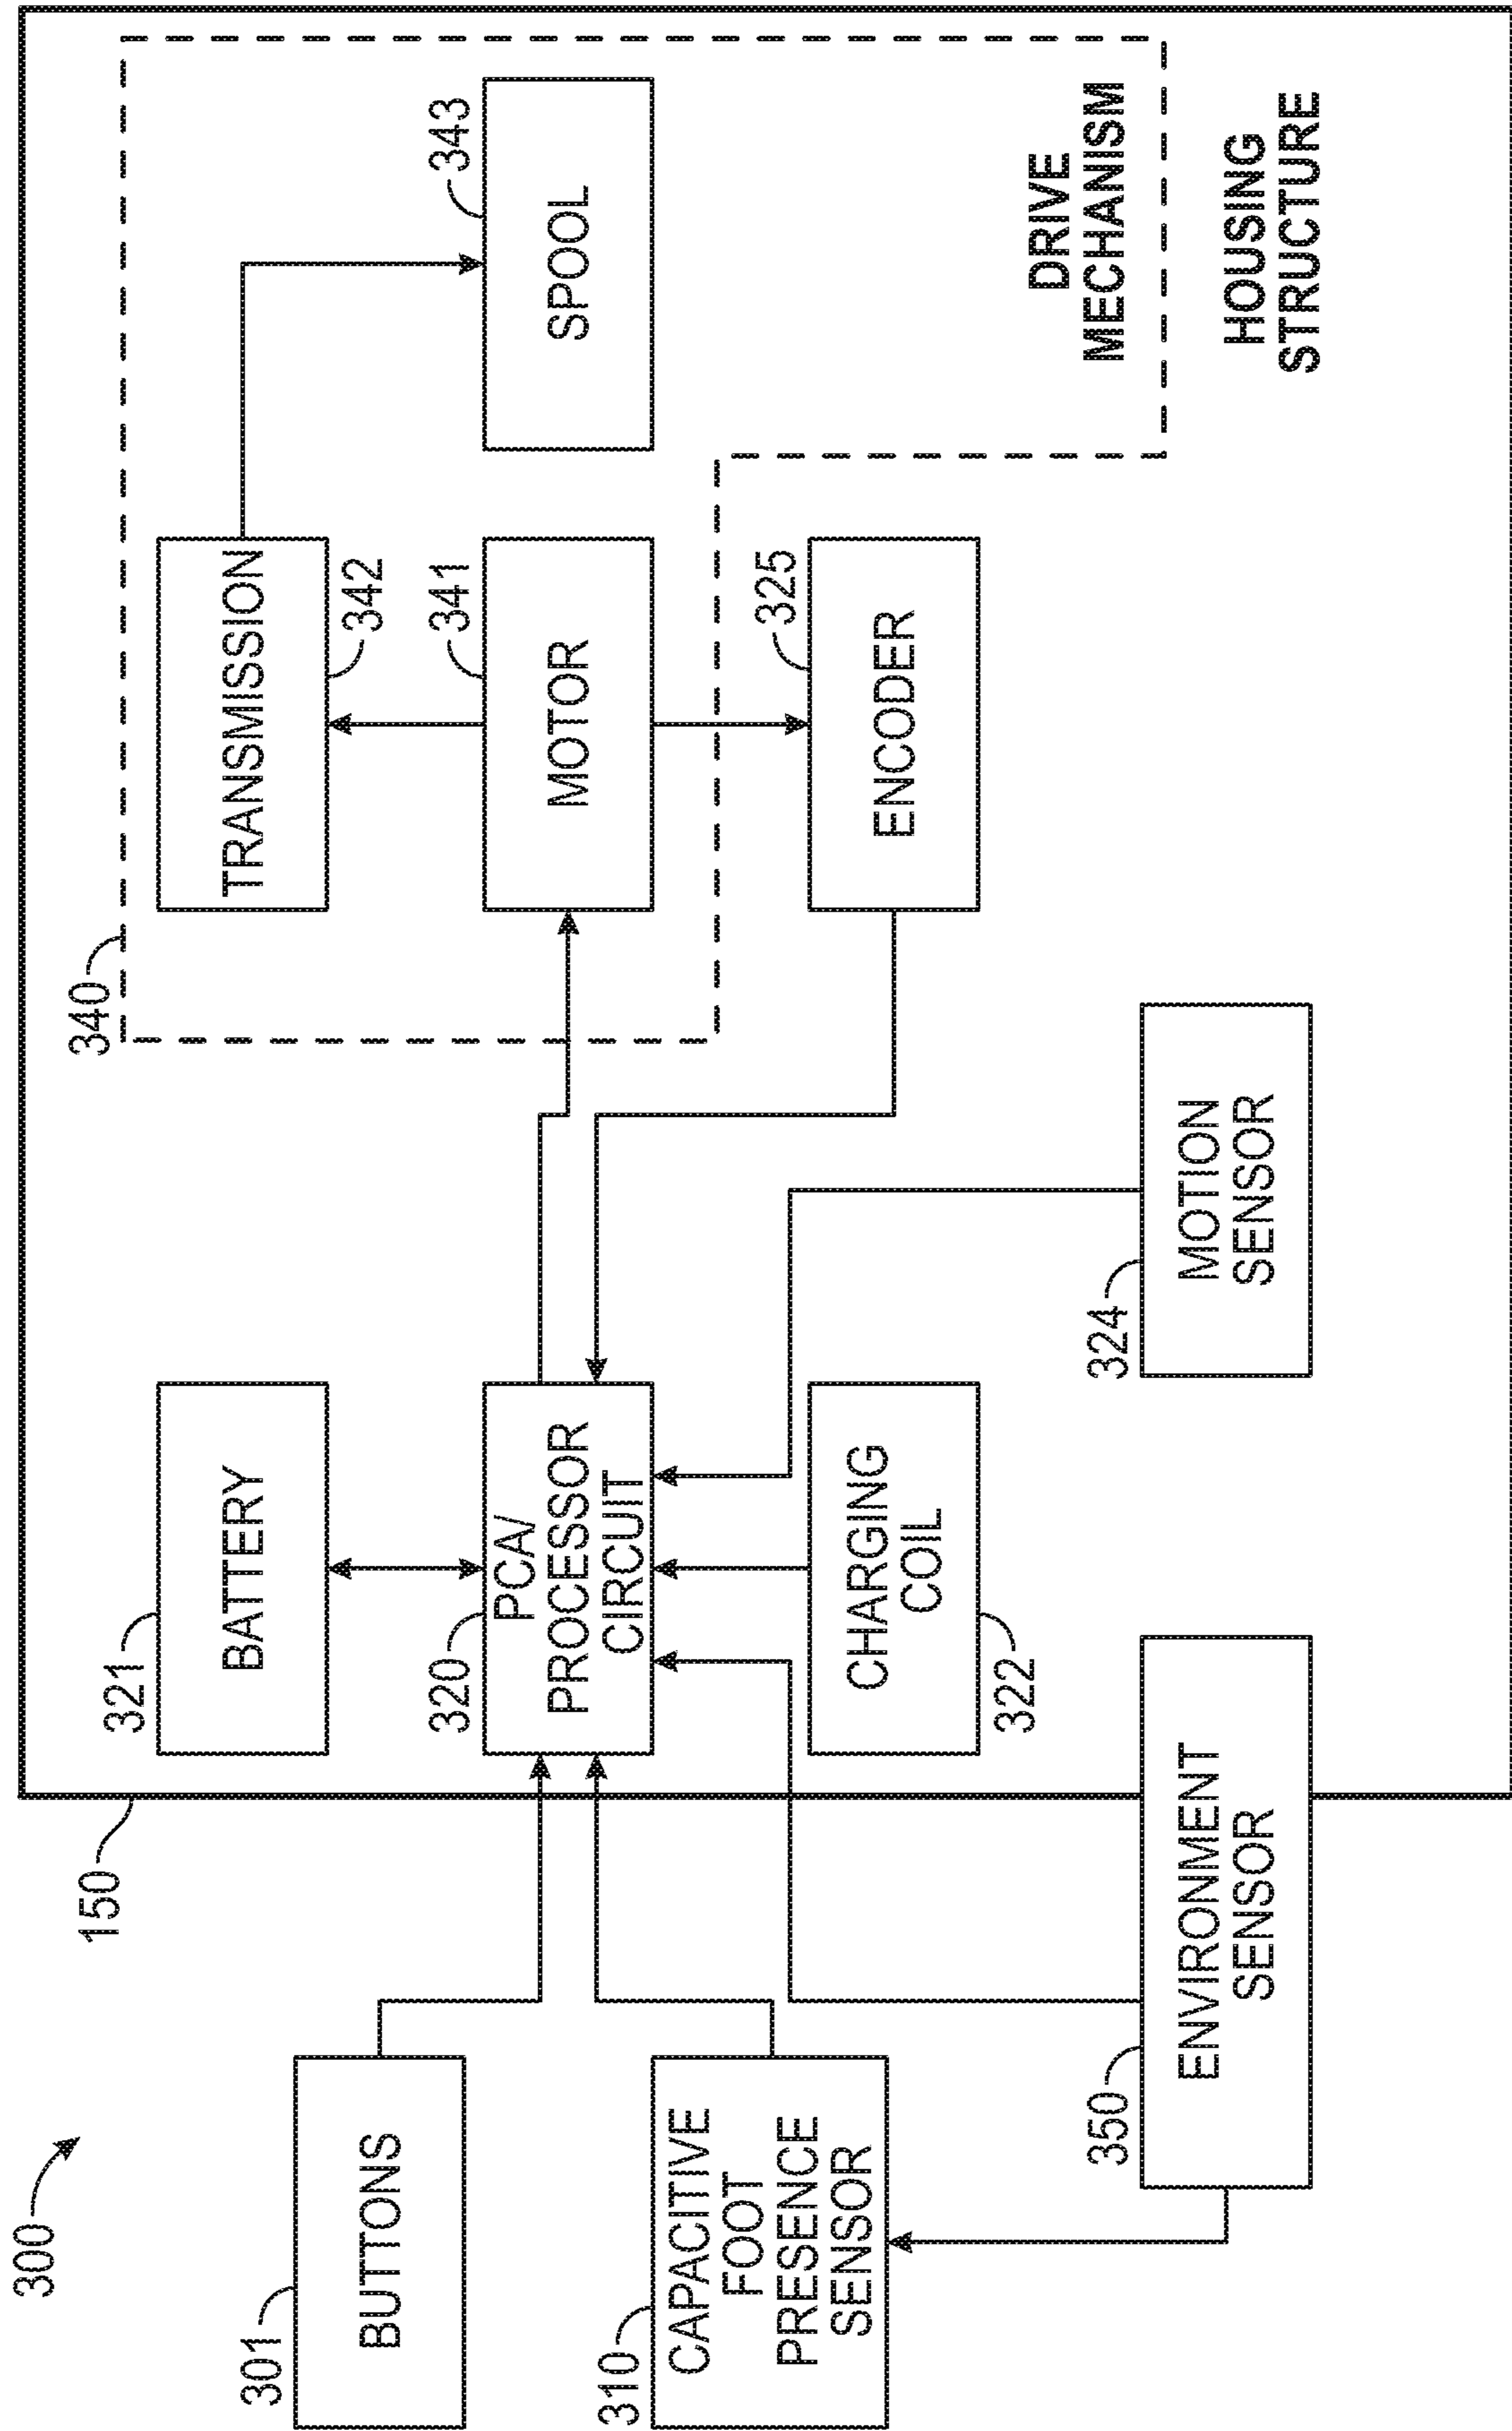 300
150
301
BUTTONS
310
CAPACITIVE
FOOT
PRESENCE
SENSOR
350
ENVIRONMENT
SENSOR
321
BATTERY
320
PCA/
PROCESSOR
CIRCUIT
CHARGING
COIL
322
324
MOTION
SENSOR
340
TRANSMISSION
342
341
MOTOR
325
ENCODER
343
SPOOL
DRIVE
MECHANISM
HOUSING
STRUCTURE